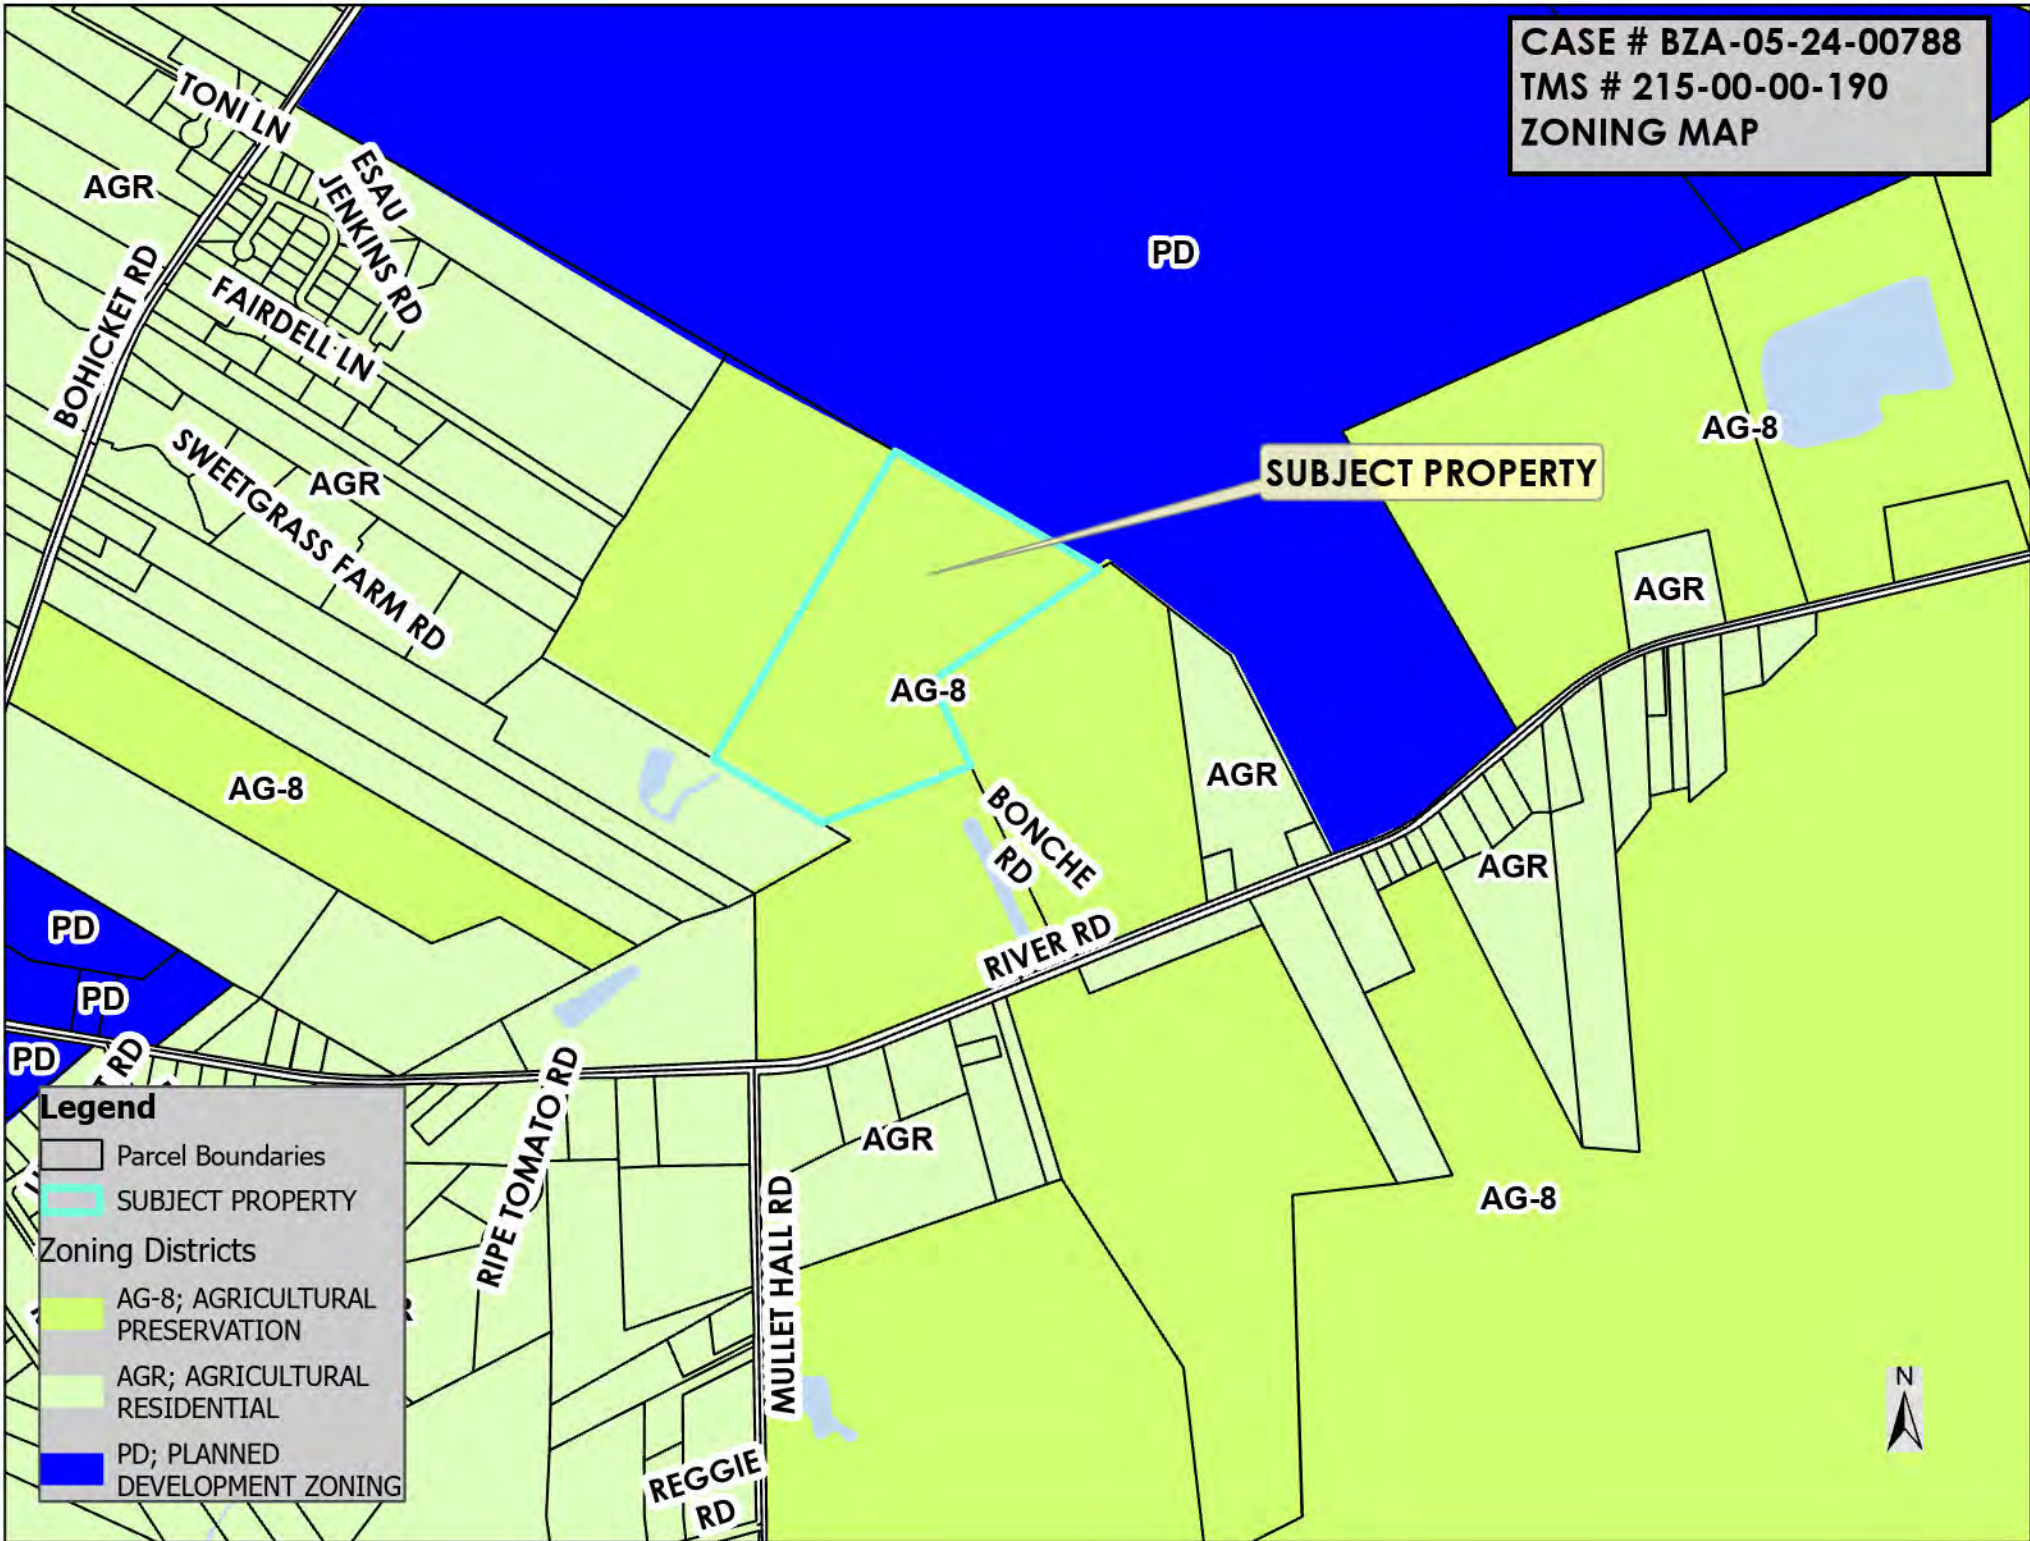 CASE # BZA-05-24-00788
TMS # 215-00-00-190
ZONING MAP
TONI LN
ESAU
JENKINS RD
AGR
PD
BOHICKET RD
FAIRDELL LN
AG-8
SUBJECT PROPERTY
SWEETGRASS FARM RD
AGR
AGR
AG-8
AGR
AG-8
BONCHE
RD
AGR
PD
RIVER RD
PD
PD
RD
RIPE TOMATO RD
AGR
MULLET HALL RD
AG-8
REGGIE
RD
Legend
Parcel Boundaries
SUBJECT PROPERTY
Zoning Districts
AG-8; AGRICULTURAL
PRESERVATION
AGR; AGRICULTURAL
RESIDENTIAL
PD; PLANNED
DEVELOPMENT ZONING
N